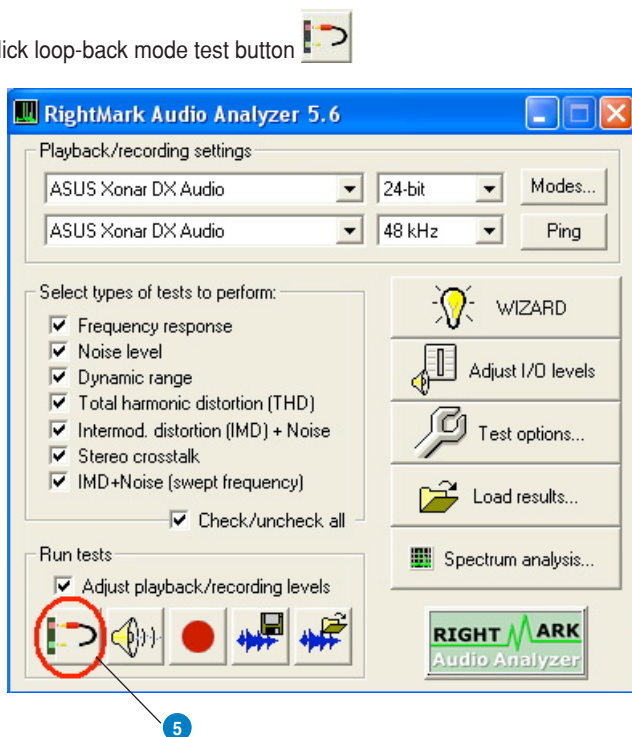 lick loop-back mode test button
RightMark Audio Analyzer 5.6
Playback/recording settings
ASUS Xonar DX Audio 24-bit Modes...
ASUS Xonar DX Audio 48 kHz Ping
Select types of tests to perform:
Frequency response
Noise level
Dynamic range
Total harmonic distortion (THD)
Intermod. distortion (IMD) + Noise
Stereo crosstalk
IMD+Noise (swept frequency)
Check/uncheck all
WIZARD
Adjust I/O levels
Test options...
Load results...
Spectrum analysis...
Run tests
Adjust playback/recording levels
RIGHT MARK
Audio Analyzer
5